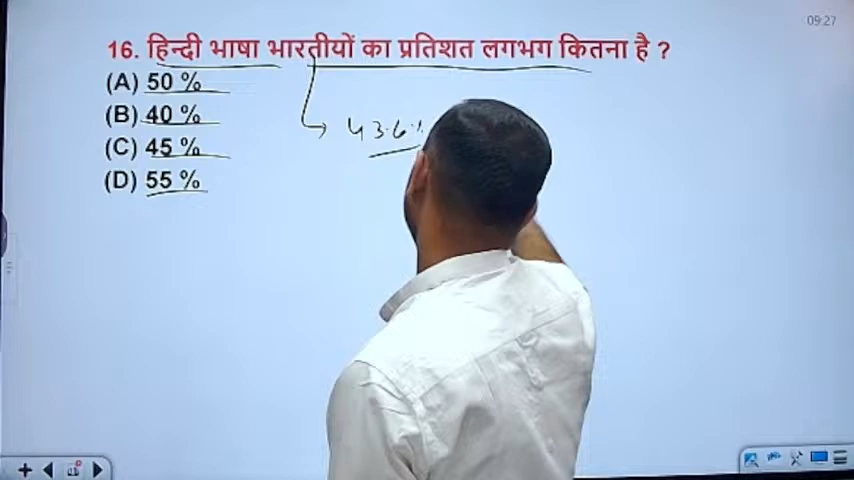 09:27
16. हिन्दी भाषा भारतीयों का प्रतिशत लगभग कितना है ?
(A) 50 %
(B) 40 %
(C) 45 %
(D) 55 %
43.6%